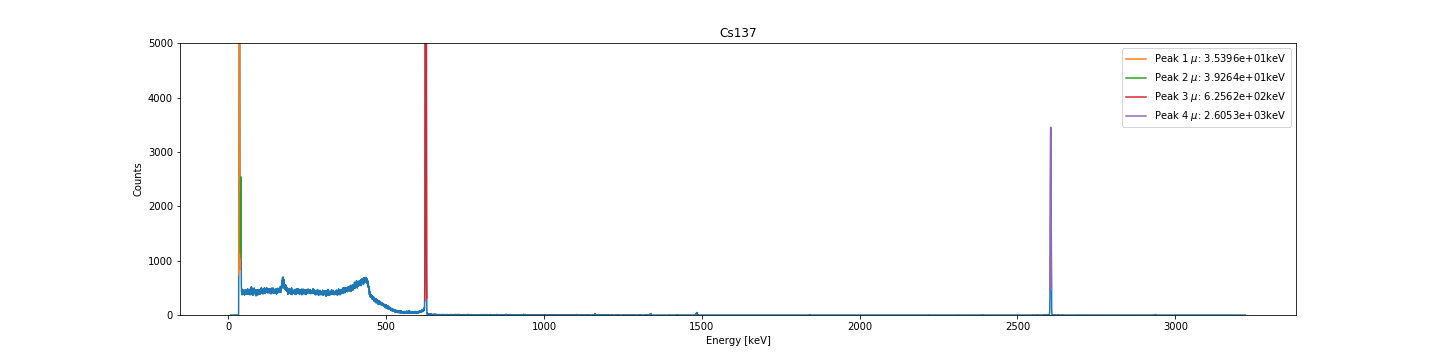 Cs137
5000
4000
3000
2000
1000
0
Counts
Peak 1 μ: 3.5396e+01keV
Peak 2 μ: 3.9264e+01keV
Peak 3 μ: 6.2562e+02keV
Peak 4 μ: 2.6053e+03keV
0 500 1000 1500 2000 2500 3000
Energy [keV]